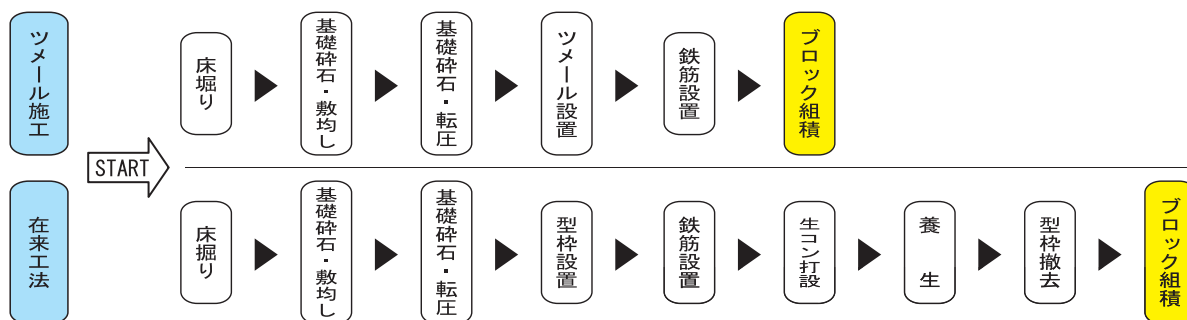 ツメール施工
床堀り
基礎砕石・敷均し
基礎砕石・転圧
ツメール設置
鉄筋設置
ブロック組積
START
在来工法
床掘り
基礎砕石・敷均し
基礎砕石・転圧
型枠設置
鉄筋設置
生コン打設
養生
型枠撤去
ブロック組積